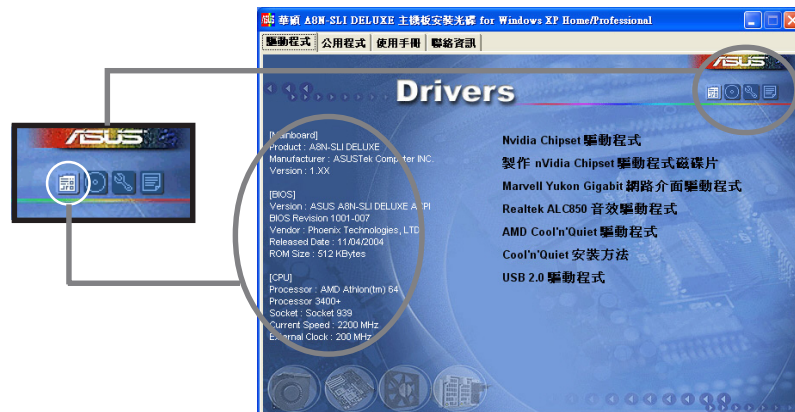 華碩 A8N-SLI DELUXE 主機板安裝光碟 for Windows XP Home/Professional
驅動程式 公用程式 使用手冊 聯絡資訊
ASUS
Drivers
[Mainboard]
Product : A8N-SLI DELUXE
Manufacturer : ASUSTek Computer INC.
Version : 1.XX
[BIOS]
Version : ASUS A8N-SLI DELUXE A PI
BIOS Revision 1001-007
Vendor : Phoenix Technologies, LTD
Released Date : 11/04/2004
ROM Size : 512 KBytes
[CPU]
Processor : AMD Athlon(tm) 64
Processor 3400+
Socket : Socket 939
Current Speed : 2200 MHz
External Clock : 200 MHz
Nvidia Chipset 驅動程式
製作 nVidia Chipset 驅動程式磁碟片
Marvell Yukon Gigabit 網路介面驅動程式
Realtek ALC850 音效驅動程式
AMD Cool'n'Quiet 驅動程式
Cool'n'Quiet 安裝方法
USB 2.0 驅動程式
ASUS